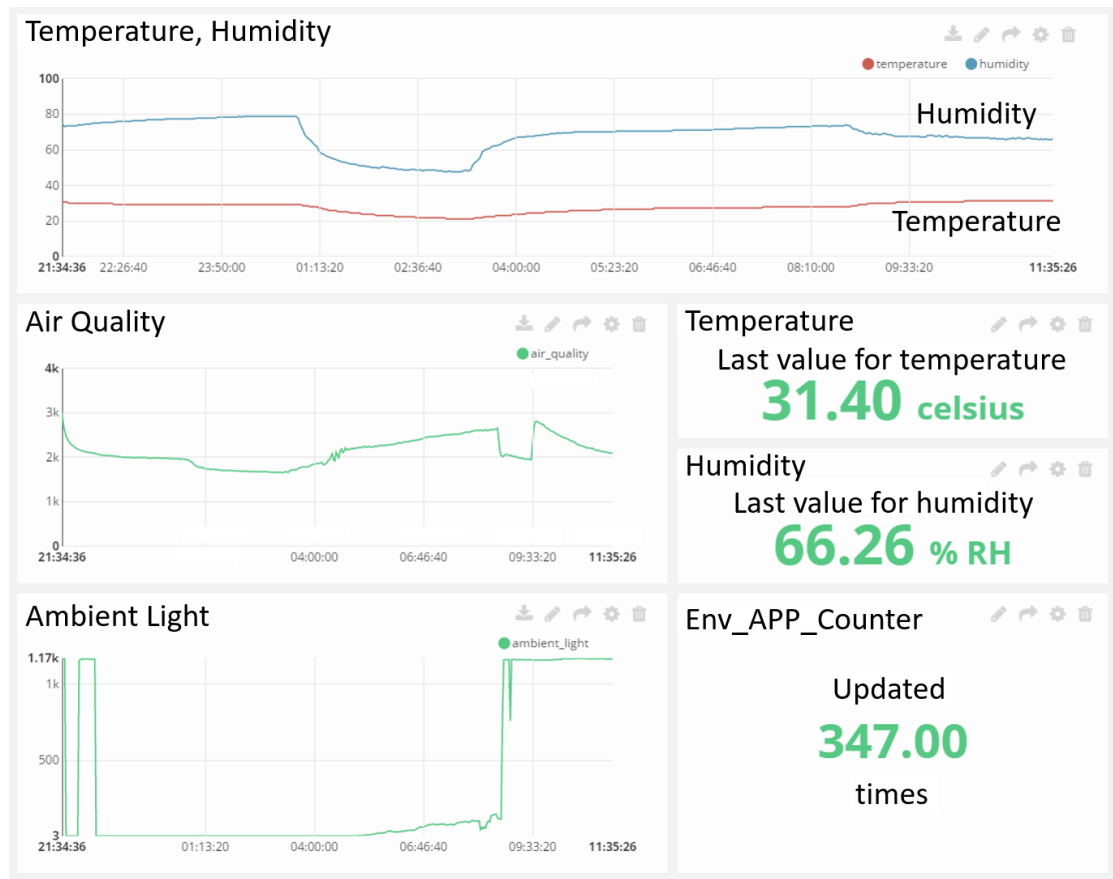 Temperature, Humidity
temperature humidity
100
80
60
40
20
0
Humidity
Temperature
21:34:36 22:26:40 23:50:00 01:13:20 02:36:40 04:00:00 05:23:20 06:46:40 08:10:00 09:33:20 11:35:26
Air Quality
air_quality
4k
3k
2k
1k
0
21:34:36 04:00:00 06:46:40 09:33:20 11:35:26
Temperature
Last value for temperature
31.40 celsius
Humidity
Last value for humidity
66.26 % RH
Ambient Light
ambient_light
1.17k
1k
500
3
21:34:36 01:13:20 04:00:00 06:46:40 09:33:20 11:35:26
Env_APP_Counter
Updated
347.00
times